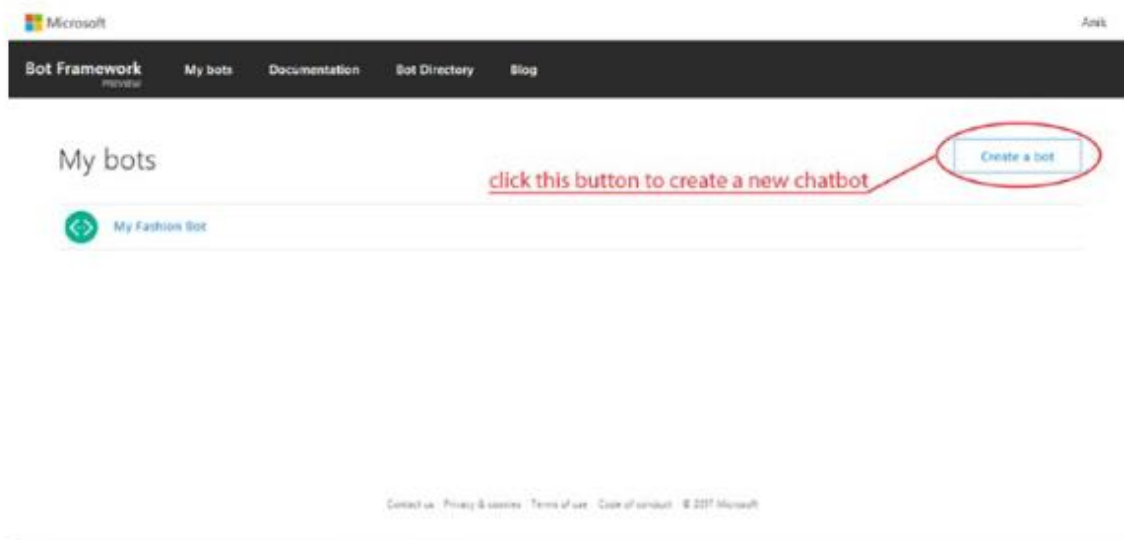 Microsoft Anik
Bot Framework My bots Documentation Bot Directory Blog
PREVIEW
My bots
Create a bot
click this button to create a new chatbot
My Fashion Bot
Contact us Privacy & cookies Terms of use Code of conduct © 2017 Microsoft